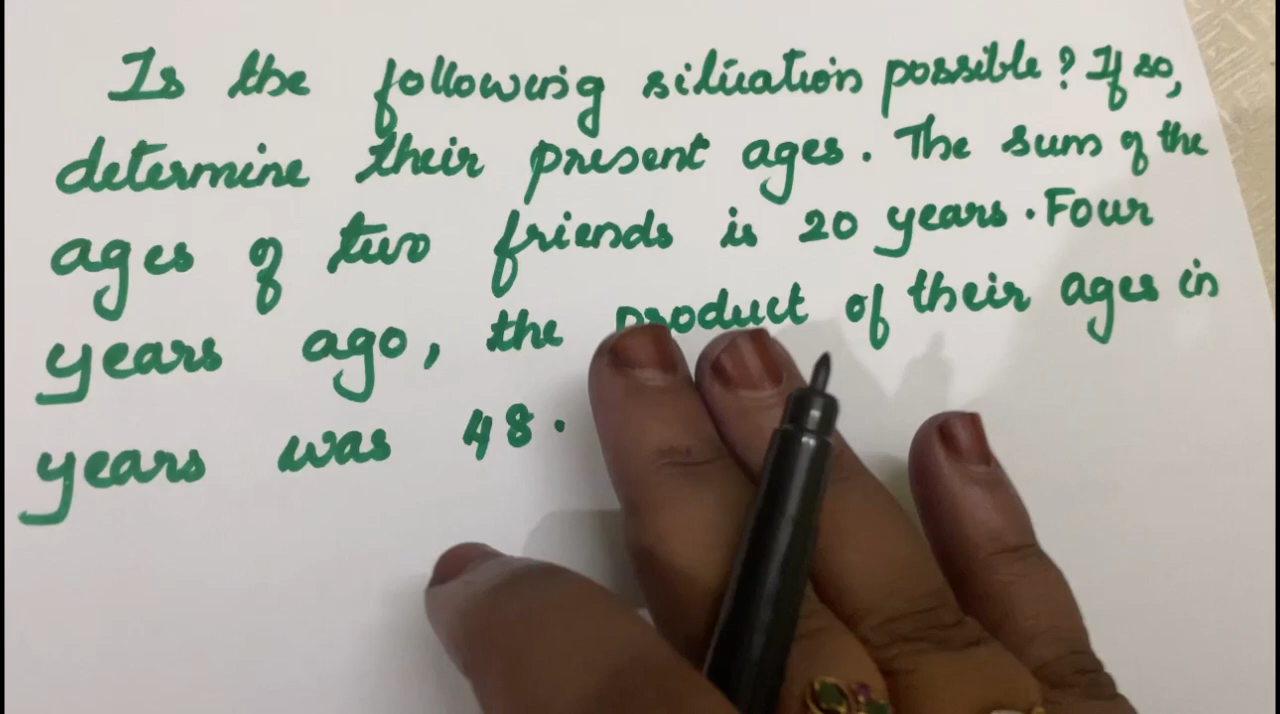 Is the following situation possible? If so,
determine their present ages. The sum of the
ages of two friends is 20 years. Four
years ago, the product of their ages in
years was 48.